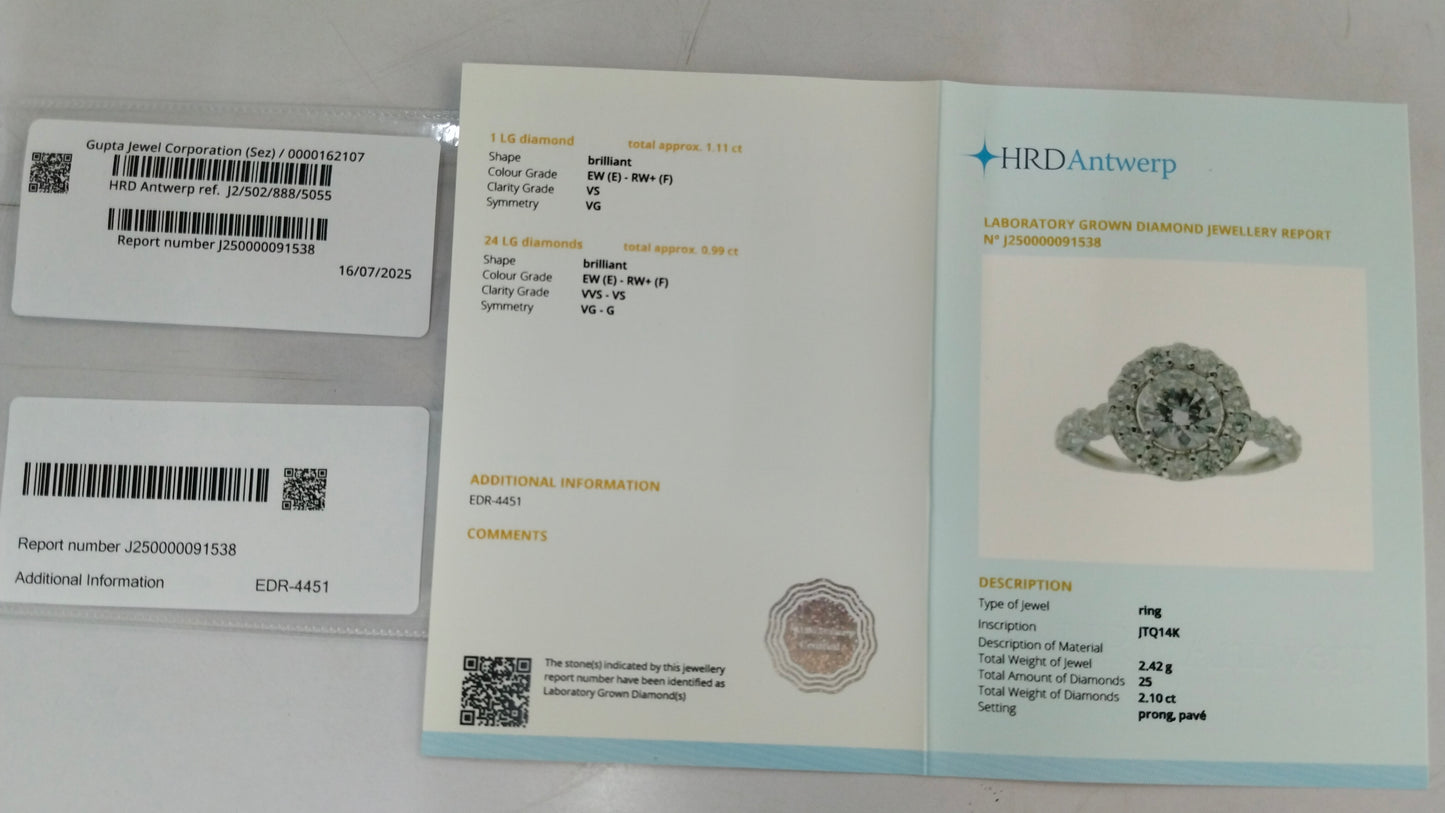 Gupta Jewel Corporation (Sez) / 0000162107
HRD Antwerp ref. J2/502/888/5055
Report number J250000091538
16/07/2025
Report number J250000091538
Additional Information EDR-4451
1 LG diamond total approx. 1.11 ct
Shape brilliant
Colour Grade EW (E) - RW+ (F)
Clarity Grade VS
Symmetry VG
24 LG diamonds total approx. 0.99 ct
Shape brilliant
Colour Grade EW (E) - RW+ (F)
Clarity Grade VVS - VS
Symmetry VG - G
ADDITIONAL INFORMATION
EDR-4451
COMMENTS
The stone(s) indicated by this jewellery
report number have been identified as
Laboratory Grown Diamond(s)
HRD Antwerp
LABORATORY GROWN DIAMOND JEWELLERY REPORT
N° J250000091538
DESCRIPTION
Type of Jewel ring
Inscription JTQ14K
Description of Material
Total Weight of Jewel 2.42 g
Total Amount of Diamonds 25
Total Weight of Diamonds 2.10 ct
Setting prong, pavé